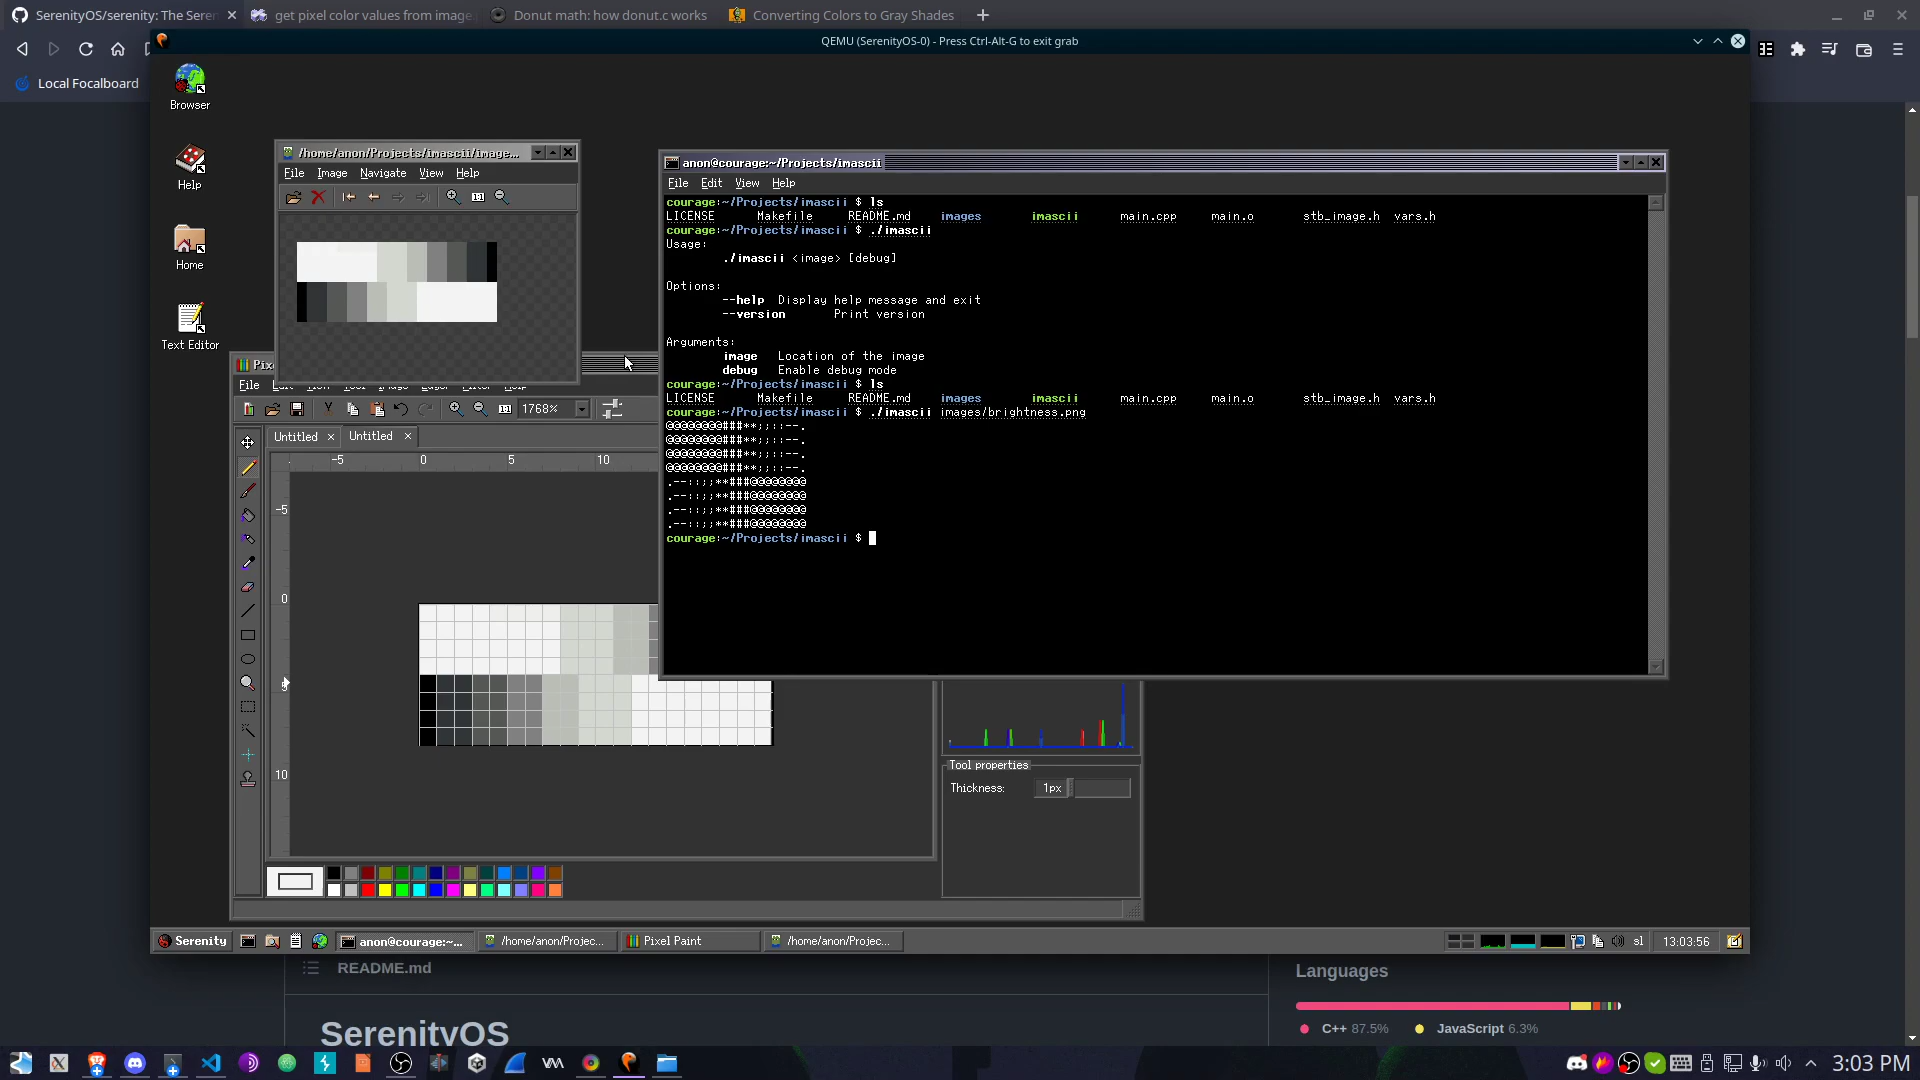 SerenityOS/serenity: The Seren
get pixel color values from image
Donut math: how donut.c works
Converting Colors to Gray Shades
QEMU (SerenityOS-0) - Press Ctrl-Alt-G to exit grab
Local Focalboard
Browser
Help
Home
Text Editor
/home/anon/Projects/imascii/image...
File Image Navigate View Help
anon@courage:~/Projects/imascii
File Edit View Help
courage:~/Projects/imascii $ ls
LICENSE Makefile README.md images imascii main.cpp main.o stb_image.h vars.h
courage:~/Projects/imascii $ ./imascii
Usage:
./imascii <image> [debug]
Options:
--help Display help message and exit
--version Print version
Arguments:
image Location of the image
debug Enable debug mode
courage:~/Projects/imascii $ ls
LICENSE Makefile README.md images imascii main.cpp main.o stb_image.h vars.h
courage:~/Projects/imascii $ ./imascii images/brightness.png
@@@@@@@@###**;;::--.
@@@@@@@@###**;;::--.
@@@@@@@@###**;;::--.
@@@@@@@@###**;;::--.
.--::;;**###@@@@@@@@
.--::;;**###@@@@@@@@
.--::;;**###@@@@@@@@
.--::;;**###@@@@@@@@
courage:~/Projects/imascii $
File
1768%
Untitled
Untitled
-5 0 5 10
-5
0
5
10
Tool properties
Thickness: 1px
Serenity
anon@courage:~...
/home/anon/Projec...
Pixel Paint
/home/anon/Projec...
sl
13:03:56
README.md
SerenityOS
Languages
C++ 87.5%
JavaScript 6.3%
3:03 PM